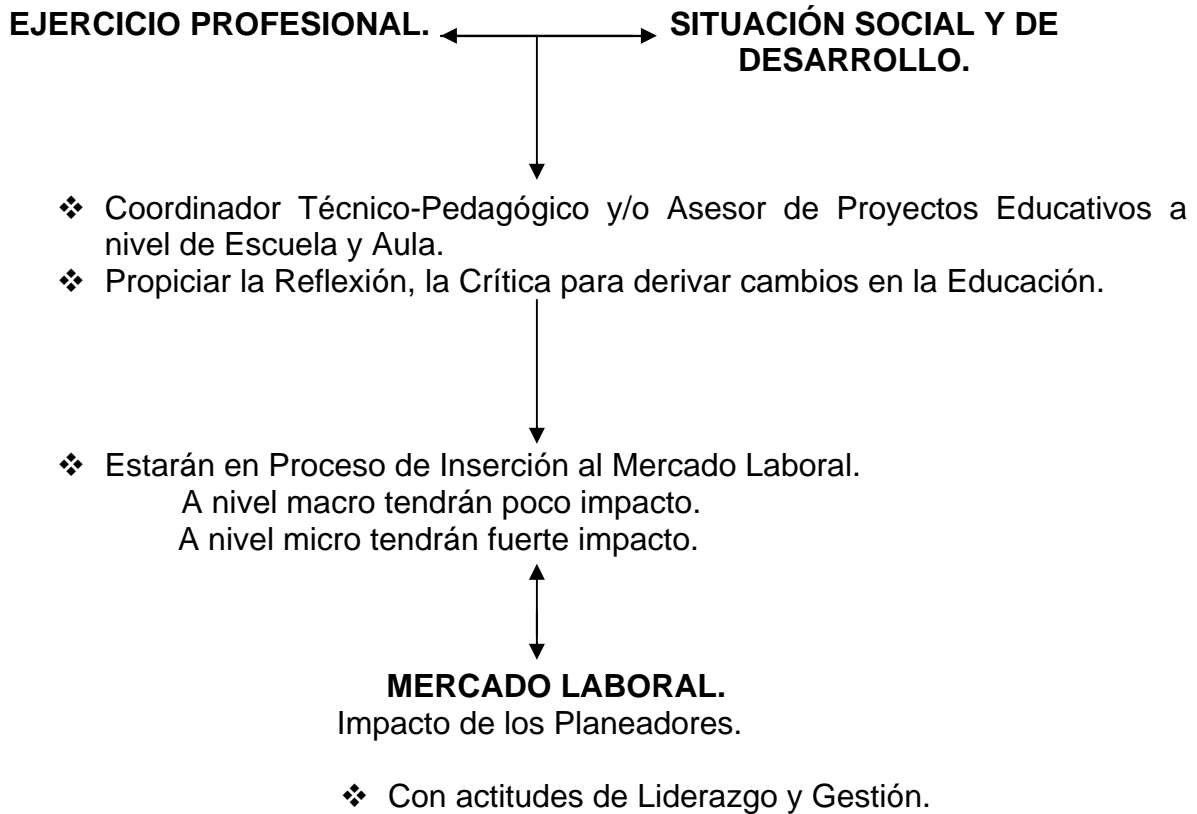 EJERCICIO PROFESIONAL. SITUACIÓN SOCIAL Y DE
DESARROLLO.
❖ Coordinador Técnico-Pedagógico y/o Asesor de Proyectos Educativos a
nivel de Escuela y Aula.
❖ Propiciar la Reflexión, la Crítica para derivar cambios en la Educación.
❖ Estarán en Proceso de Inserción al Mercado Laboral.
A nivel macro tendrán poco impacto.
A nivel micro tendrán fuerte impacto.
MERCADO LABORAL.
Impacto de los Planeadores.
❖ Con actitudes de Liderazgo y Gestión.